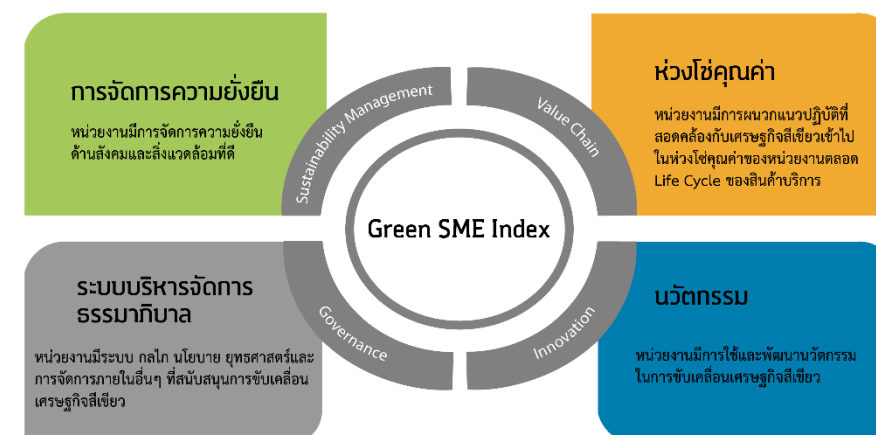 การจัดการความยั่งยืน
หน่วยงานมีการจัดการความยั่งยืน
ด้านสังคมและสิ่งแวดล้อมที่ดี
Sustainability Management
Value Chain
ห่วงโซ่คุณค่า
หน่วยงานมีการผนวกแนวปฏิบัติที่
สอดคล้องกับเศรษฐกิจสีเขียวเข้าไป
ในห่วงโซ่คุณค่าของหน่วยงานตลอด
Life Cycle ของสินค้าบริการ
Green SME Index
ระบบบริหารจัดการ
ธรรมาภิบาล
หน่วยงานมีระบบ กลไก นโยบาย ยุทธศาสตร์และ
การจัดการภายในอื่นๆ ที่สนับสนุนการขับเคลื่อน
เศรษฐกิจสีเขียว
Governance
Innovation
นวัตกรรม
หน่วยงานมีการใช้และพัฒนานวัตกรรม
ในการขับเคลื่อนเศรษฐกิจสีเขียว